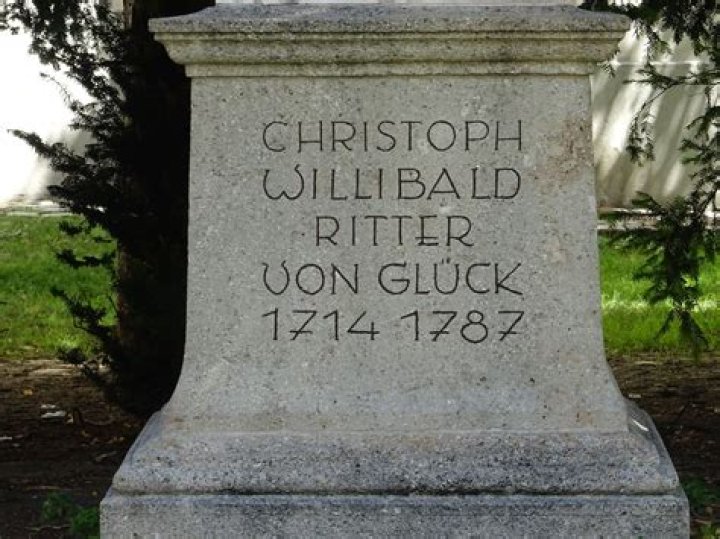 CHRISTOPH
WILLIBALD
·RITTER·
VON GLÜCK
1714 1787